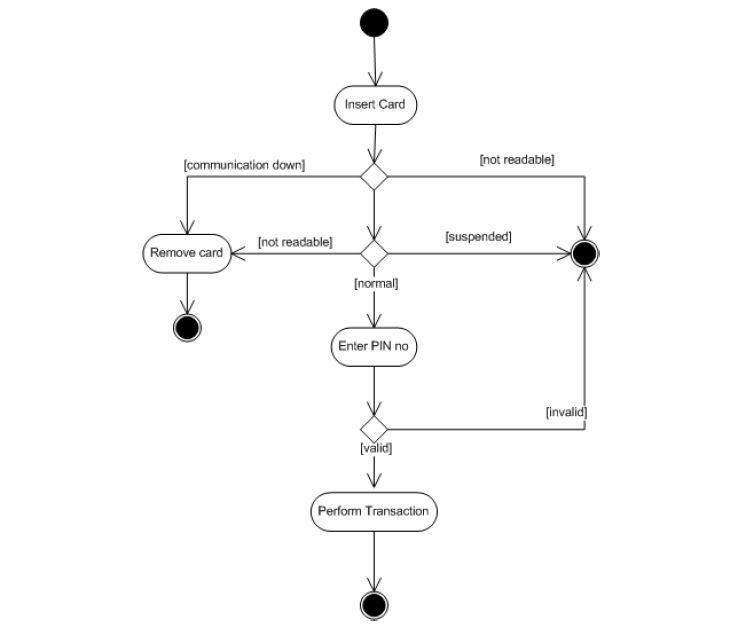 Insert Card
[communication down]
[not readable]
Remove card
[not readable]
[suspended]
[normal]
Enter PIN no
[invalid]
[valid]
Perform Transaction